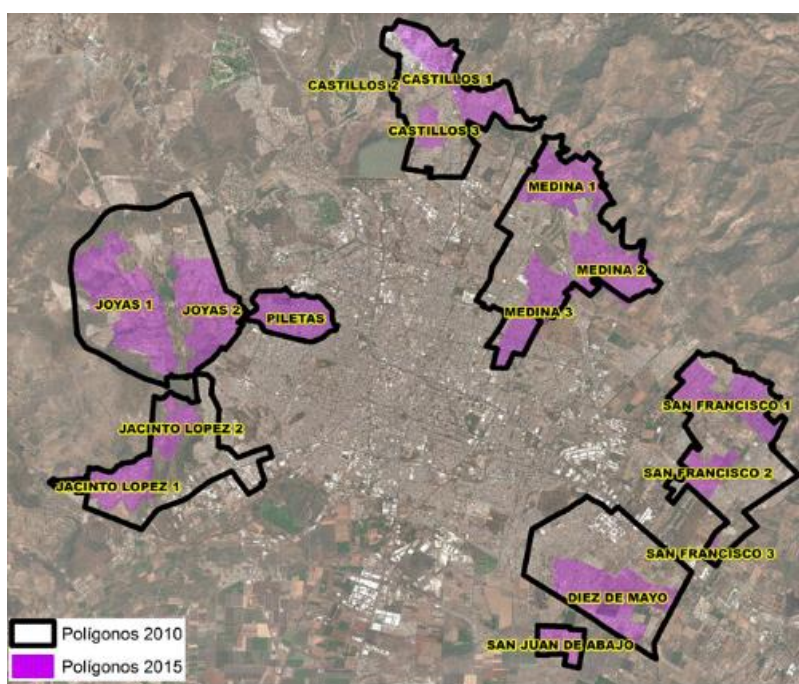 CASTILLOS 1
CASTILLOS 2
CASTILLOS 3
MEDINA 1
MEDINA 2
MEDINA 3
JOYAS 1
JOYAS 2
PILETAS
SAN FRANCISCO 1
JACINTO LOPEZ 2
SAN FRANCISCO 2
JACINTO LOPEZ 1
SAN FRANCISCO 3
DIEZ DE MAYO
SAN JUAN DE ABAJO
Polígonos 2010
Polígonos 2015